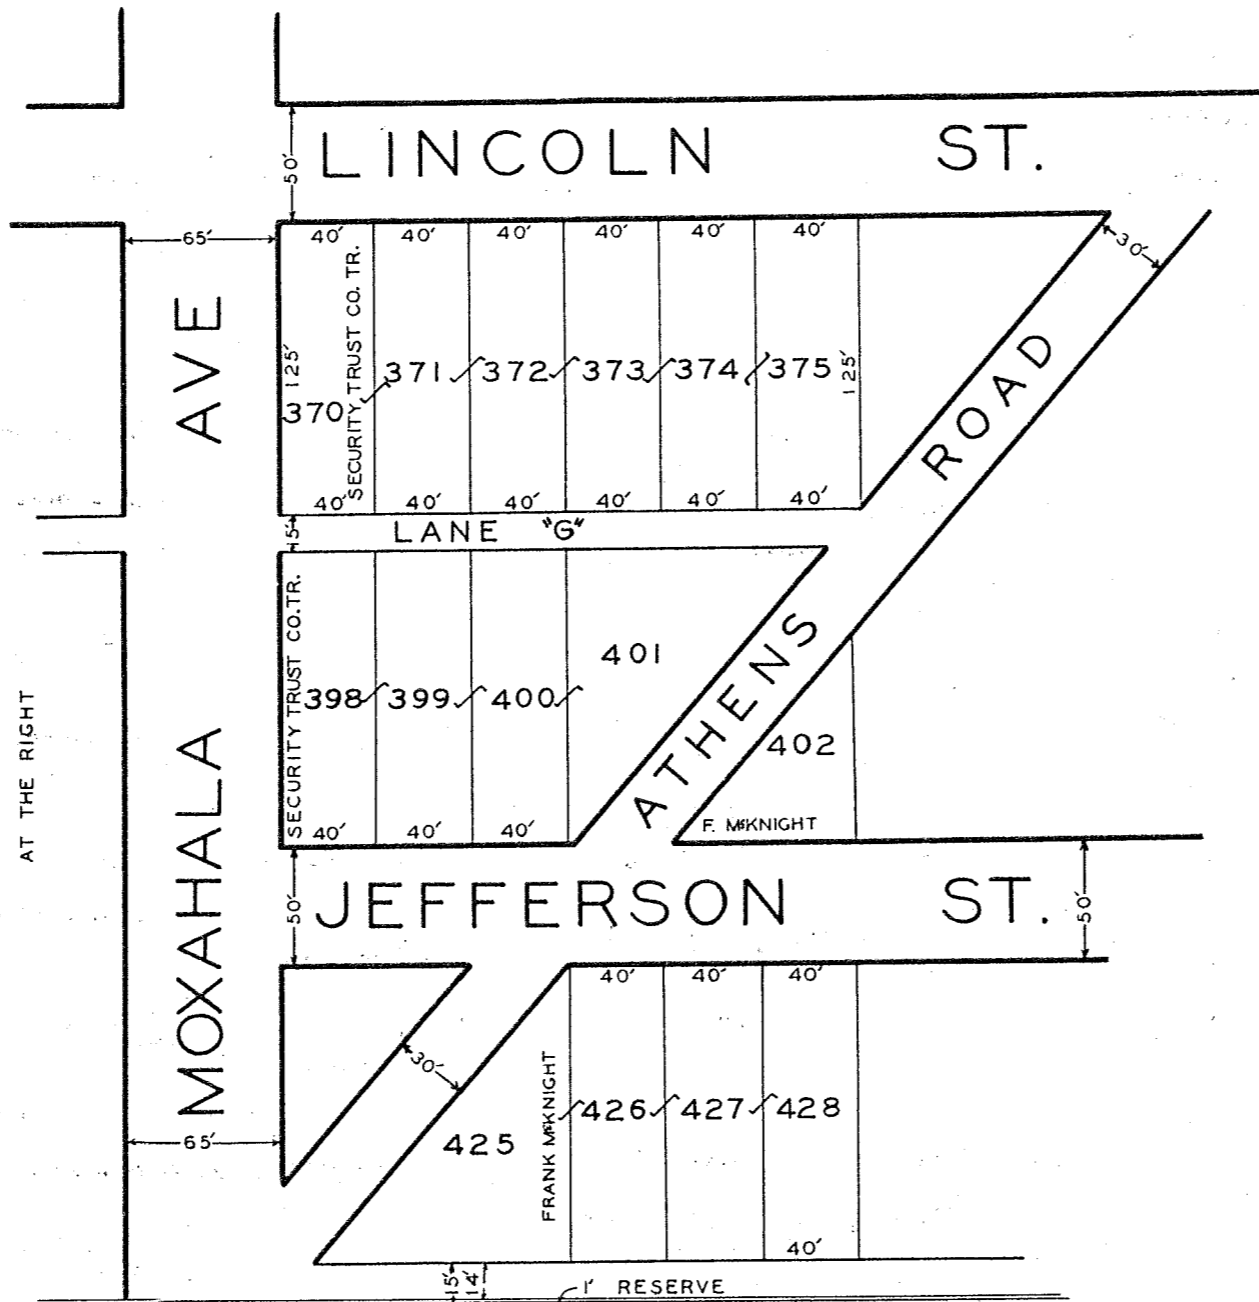 LINCOLN ST.
50'
65'
40' 40' 40' 40' 40' 40'
30'
SECURITY TRUST CO. TR.
125'
370 371 372 373 374 375
125'
40' 40' 40' 40' 40' 40'
15'
LANE "G"
MOXAHALA AVE
ATHENS ROAD
SECURITY TRUST CO. TR.
398 399 400 401
402
F. McKNIGHT
40' 40' 40'
AT THE RIGHT
50'
JEFFERSON ST.
50'
40' 40' 40'
30'
65'
425
FRANK McKNIGHT
426 427 428
40'
15'
14'
1' RESERVE